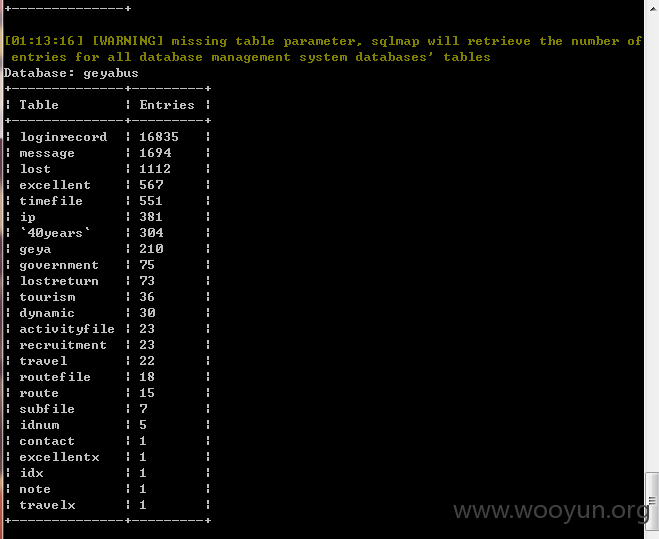 +--------------+
[01:13:16] [WARNING] missing table parameter, sqlmap will retrieve the number of
entries for all database management system databases' tables
Database: geyabus
+--------------+---------+
¦ Table        ¦ Entries ¦
+--------------+---------+
¦ loginrecord  ¦ 16835   ¦
¦ message      ¦ 1694    ¦
¦ lost         ¦ 1112    ¦
¦ excellent    ¦ 567     ¦
¦ timefile     ¦ 551     ¦
¦ ip           ¦ 381     ¦
¦ `40years`    ¦ 304     ¦
¦ geya         ¦ 210     ¦
¦ government   ¦ 75      ¦
¦ lostreturn   ¦ 73      ¦
¦ tourism      ¦ 36      ¦
¦ dynamic      ¦ 30      ¦
¦ activityfile ¦ 23      ¦
¦ recruitment  ¦ 23      ¦
¦ travel       ¦ 22      ¦
¦ routefile    ¦ 18      ¦
¦ route        ¦ 15      ¦
¦ subfile      ¦ 7       ¦
¦ idnum        ¦ 5       ¦
¦ contact      ¦ 1       ¦
¦ excellentx   ¦ 1       ¦
¦ idx          ¦ 1       ¦
¦ note         ¦ 1       ¦
¦ travelx      ¦ 1       ¦
+--------------+---------+
www.wooyun.org